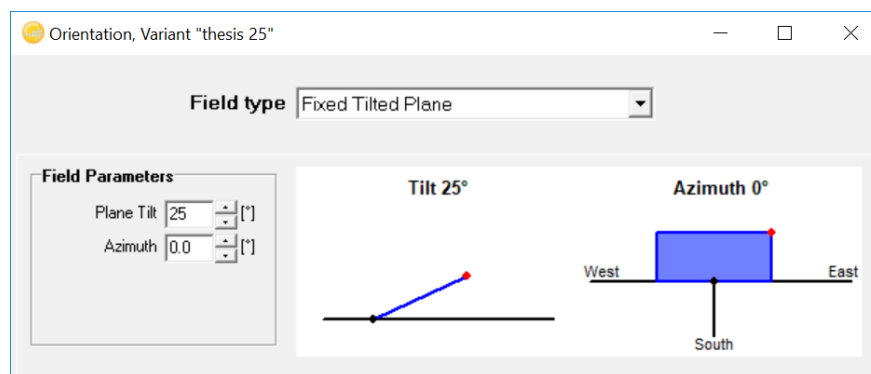 Orientation, Variant "thesis 25"
Field type Fixed Tilted Plane
Field Parameters
Plane Tilt 25 [°]
Azimuth 0.0 [°]
Tilt 25°
Azimuth 0°
West
East
South